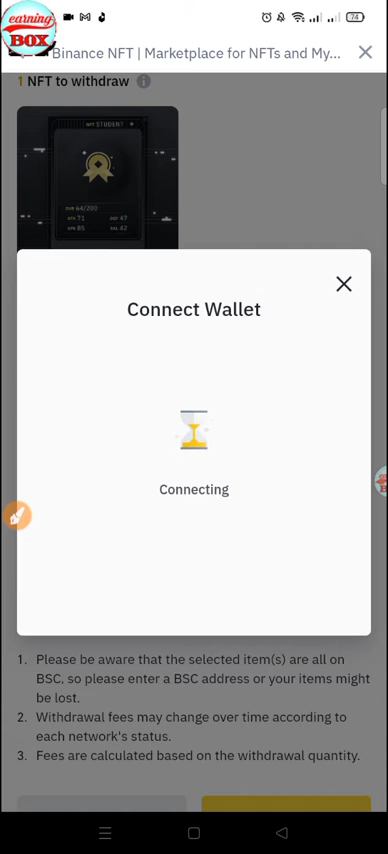 earning
BOX
74
Binance NFT | Marketplace for NFTs and My...
1 NFT to withdraw
NFT STUDENT
Connect Wallet
Connecting
1. Please be aware that the selected item(s) are all on
BSC, so please enter a BSC address or your items might
be lost.
2. Withdrawal fees may change over time according to
each network's status.
3. Fees are calculated based on the withdrawal quantity.